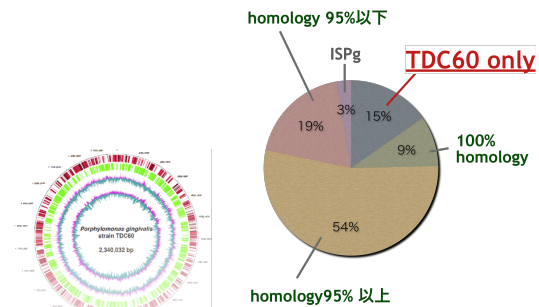 homology 95%以下
ISPg
TDC60 only
3%
15%
19%
9%
100%
homology
54%
homology95% 以上
Porphylomonas gingivalis
strain TDC60
2,340,032 bp